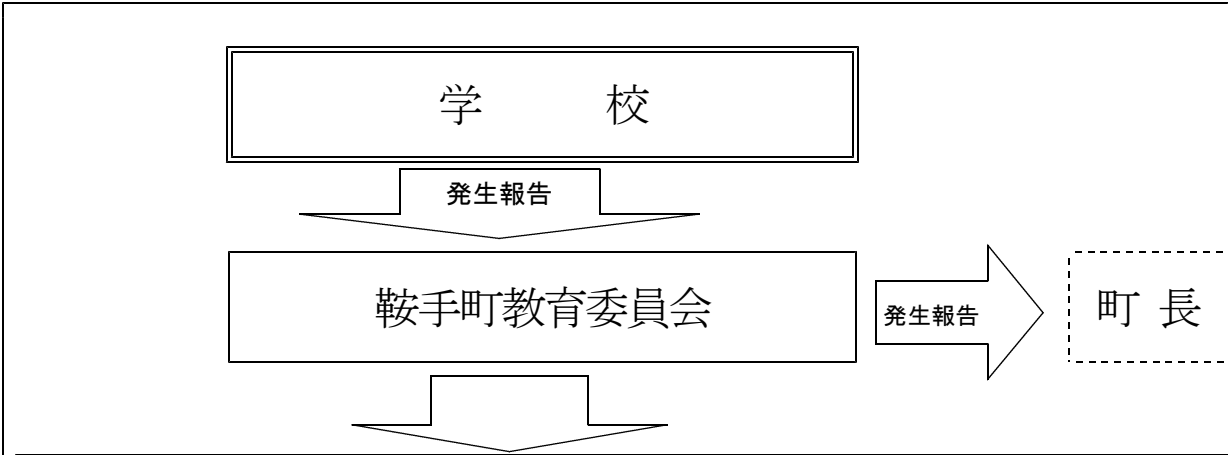 学 校
発生報告
鞍手町教育委員会
発生報告
町 長